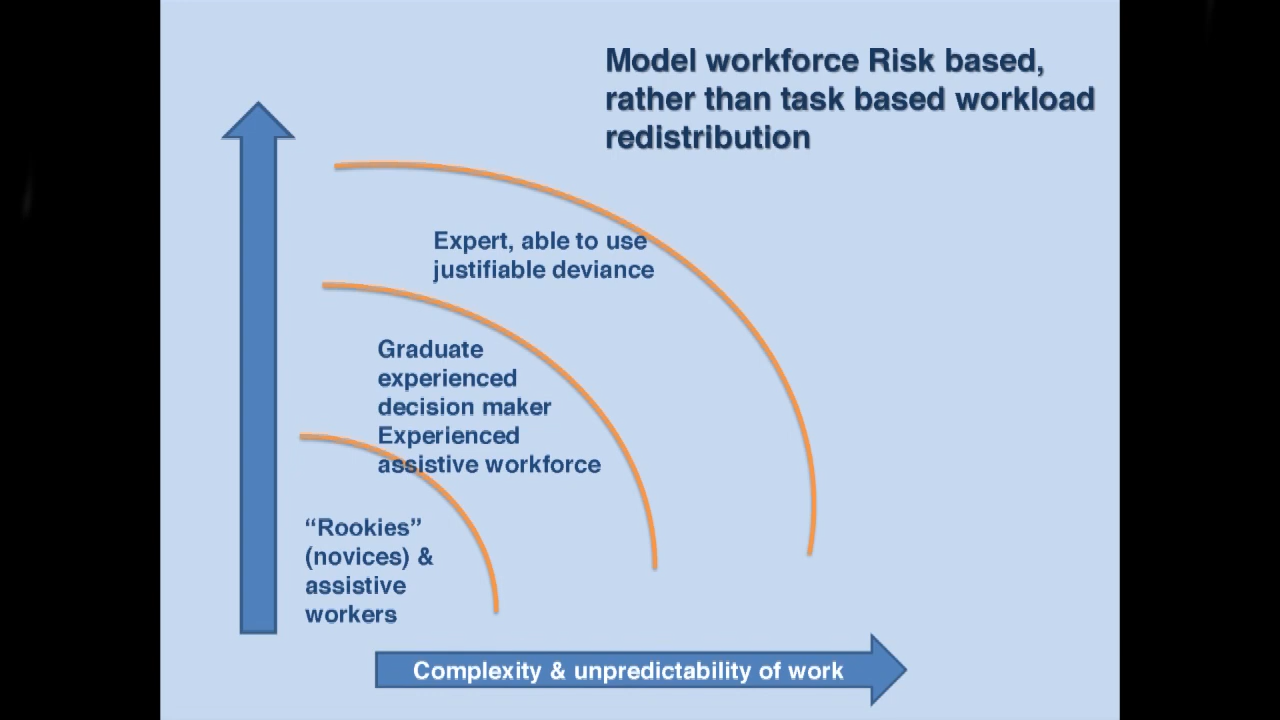 Model workforce Risk based,
rather than task based workload
redistribution
Expert, able to use
justifiable deviance
Graduate
experienced
decision maker
Experienced
assistive workforce
“Rookies”
(novices) &
assistive
workers
Complexity & unpredictability of work